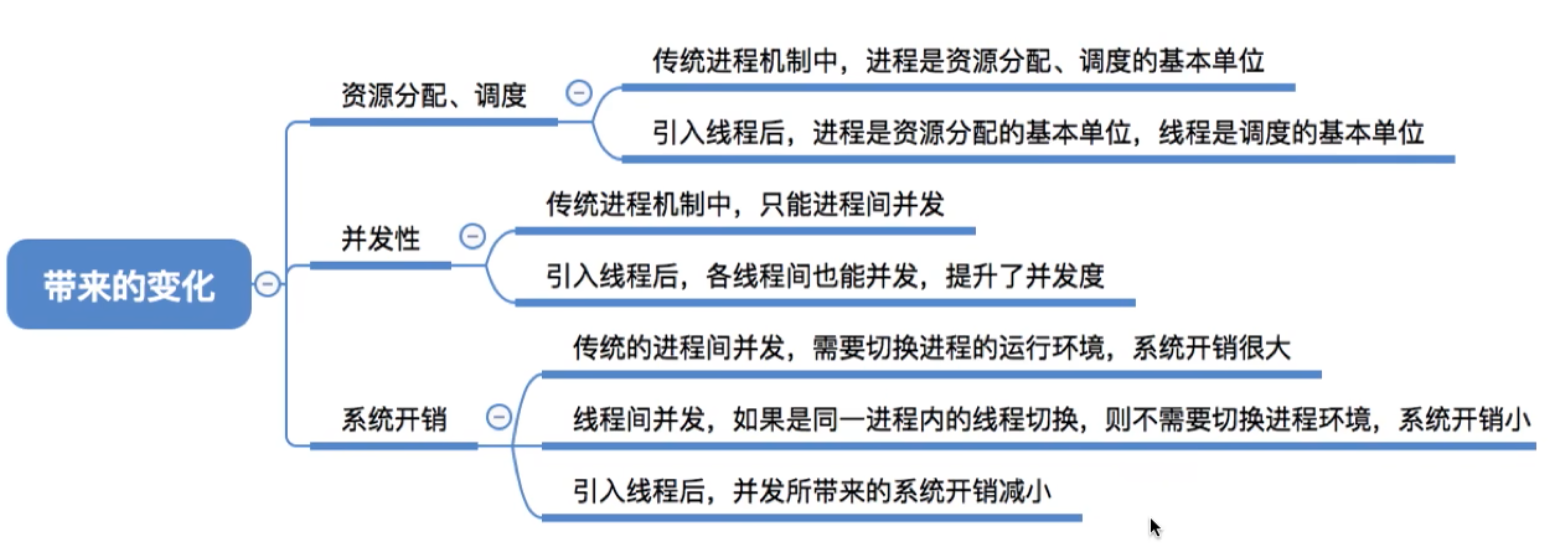 带来的变化
资源分配、调度
传统进程机制中，进程是资源分配、调度的基本单位
引入线程后，进程是资源分配的基本单位，线程是调度的基本单位
并发性
传统进程机制中，只能进程间并发
引入线程后，各线程间也能并发，提升了并发度
系统开销
传统的进程间并发，需要切换进程的运行环境，系统开销很大
线程间并发，如果是同一进程内的线程切换，则不需要切换进程环境，系统开销小
引入线程后，并发所带来的系统开销减小